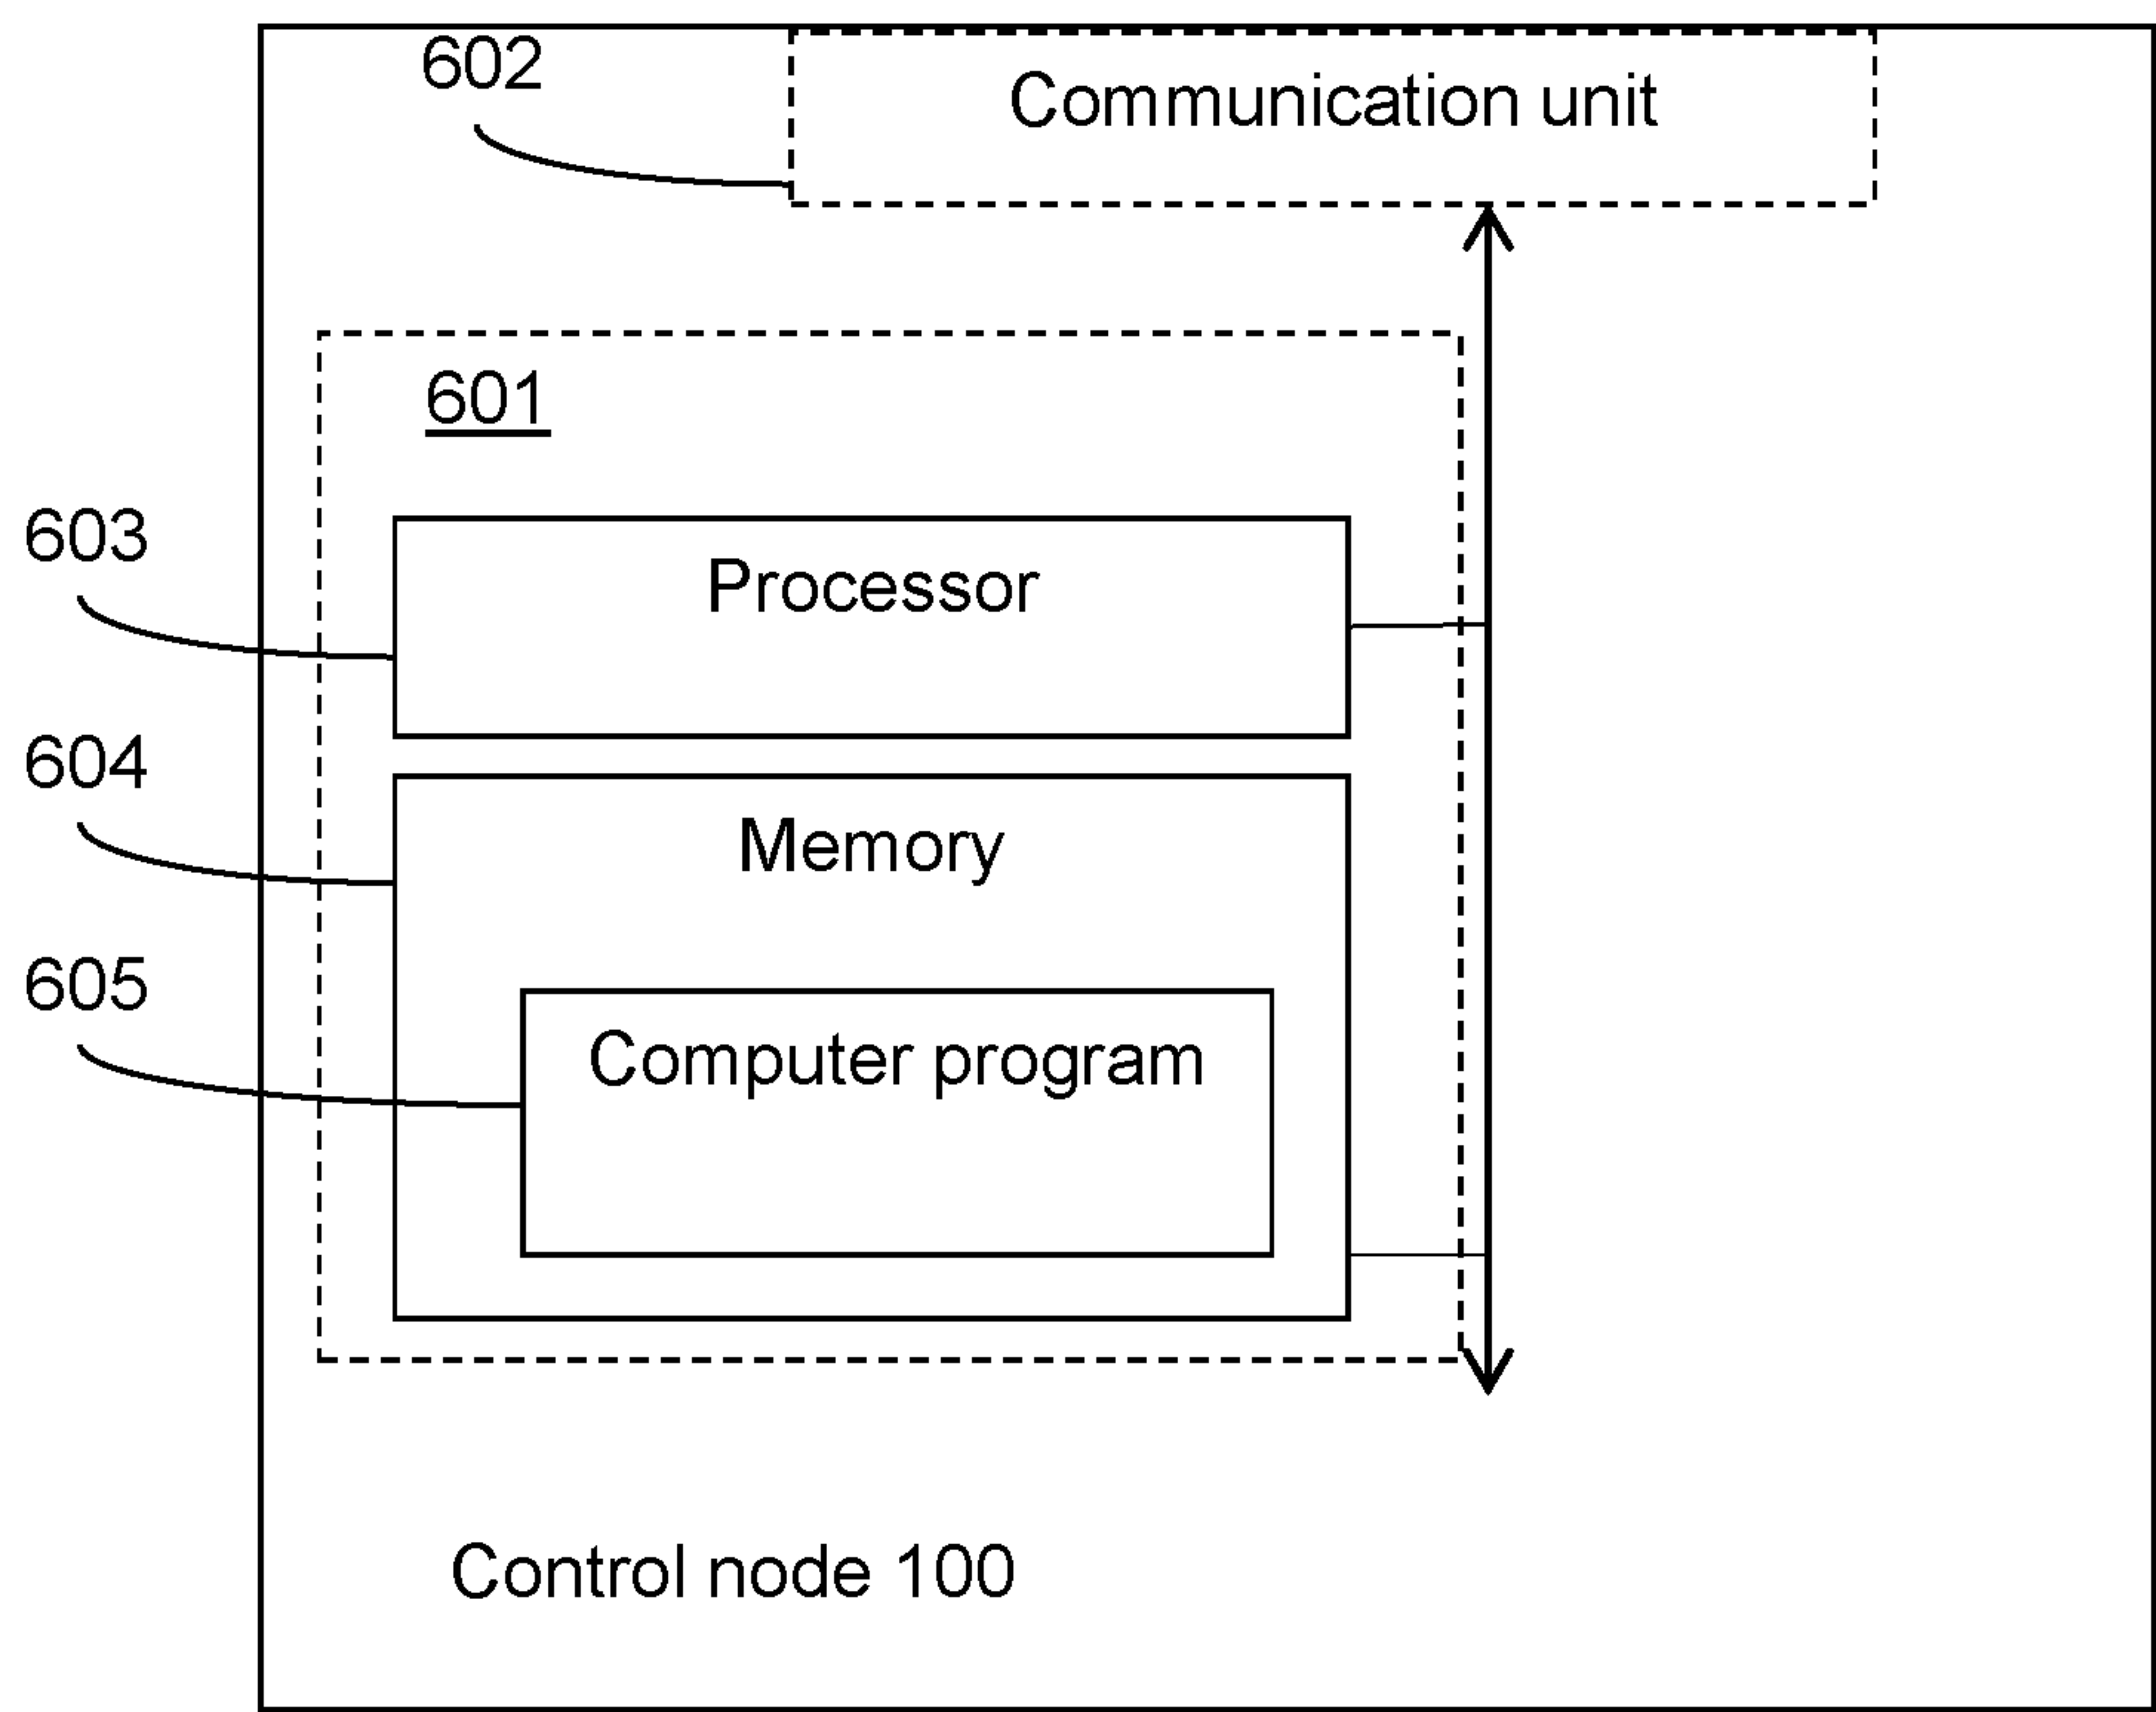 602
Communication unit
601
603
Processor
604
Memory
605
Computer program
Control node 100